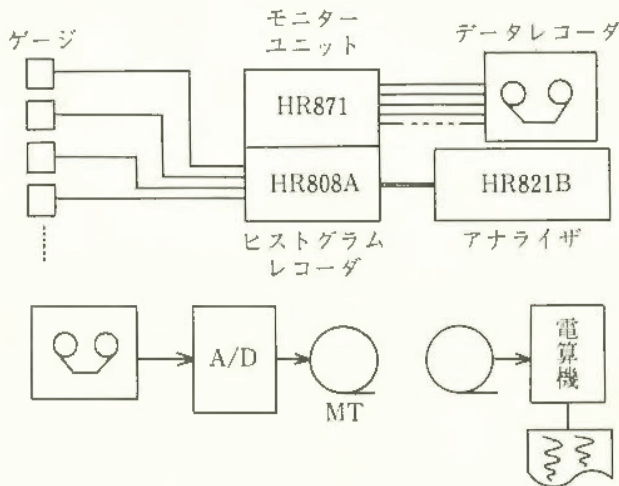 ゲージ
モニター
ユニット
データレコーダ
HR871
HR808A
HR821B
ヒストグラム
レコーダ
アナライザ
A/D
MT
電算機